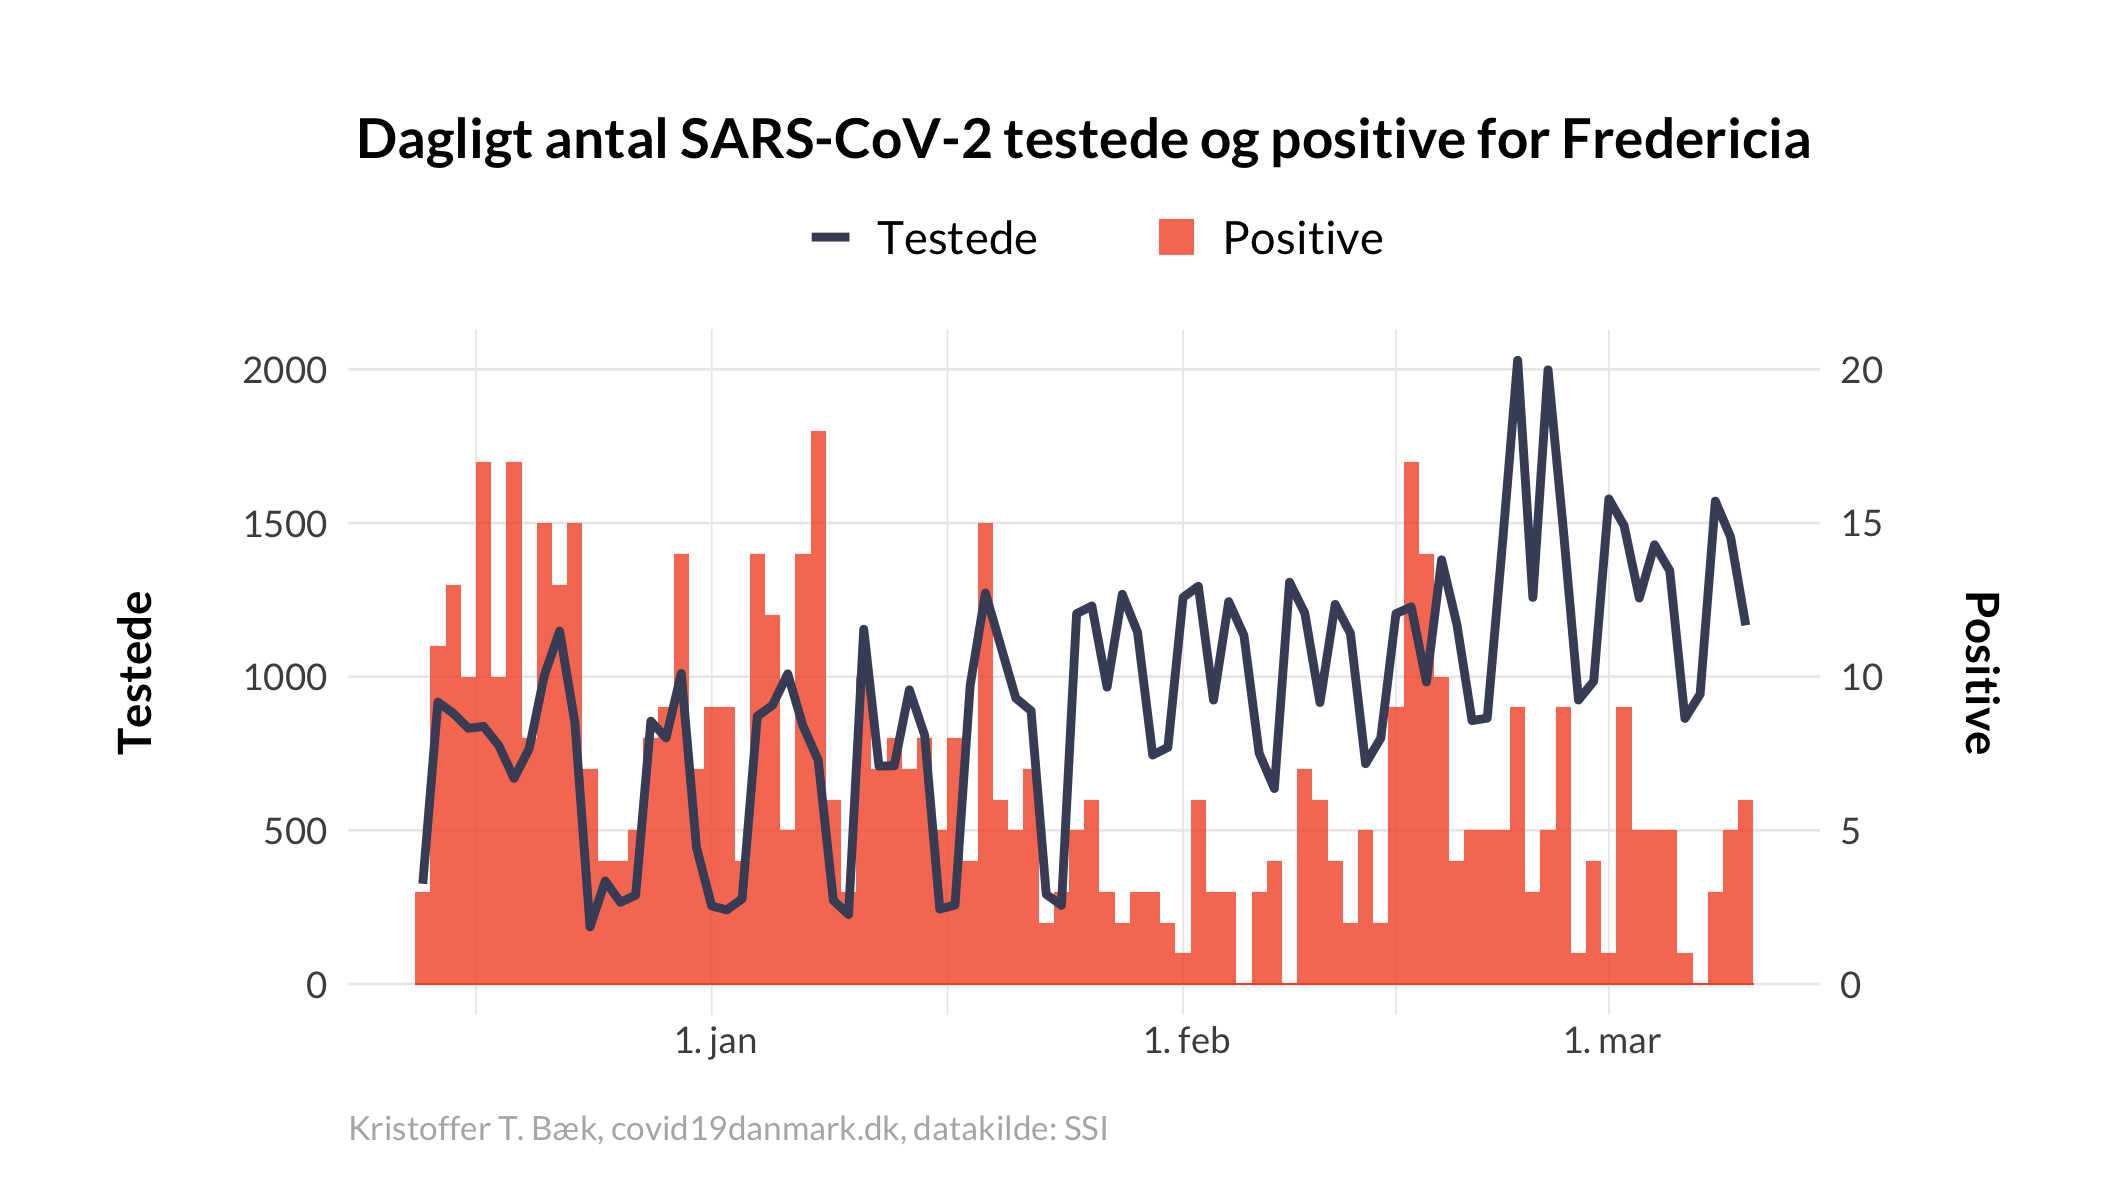 Dagligt antal SARS-CoV-2 testede og positive for Fredericia
Testede
Positive
2000
1500
1000
500
0
20
15
10
5
0
Testede
Positive
1. jan
1. feb
1. mar
Kristoffer T. Bæk, covid19danmark.dk, datakilde: SSI